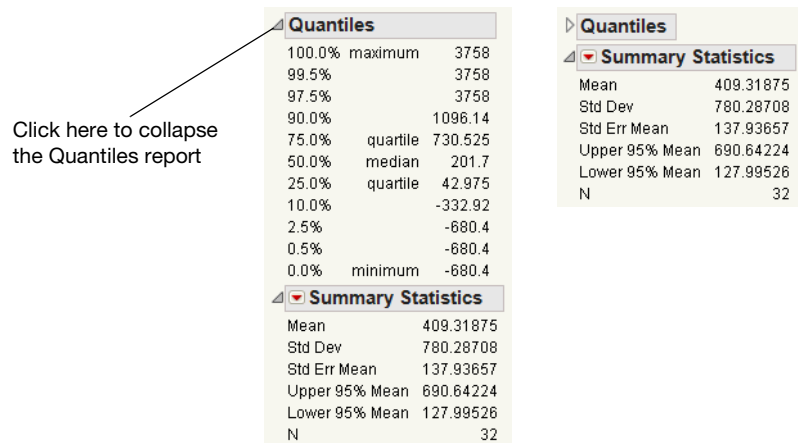 Click here to collapse
the Quantiles report
Quantiles
100.0% maximum 3758
99.5% 3758
97.5% 3758
90.0% 1096.14
75.0% quartile 730.525
50.0% median 201.7
25.0% quartile 42.975
10.0% -332.92
2.5% -680.4
0.5% -680.4
0.0% minimum -680.4
Summary Statistics
Mean 409.31875
Std Dev 780.28708
Std Err Mean 137.93657
Upper 95% Mean 690.64224
Lower 95% Mean 127.99526
N 32
Quantiles
Summary Statistics
Mean 409.31875
Std Dev 780.28708
Std Err Mean 137.93657
Upper 95% Mean 690.64224
Lower 95% Mean 127.99526
N 32